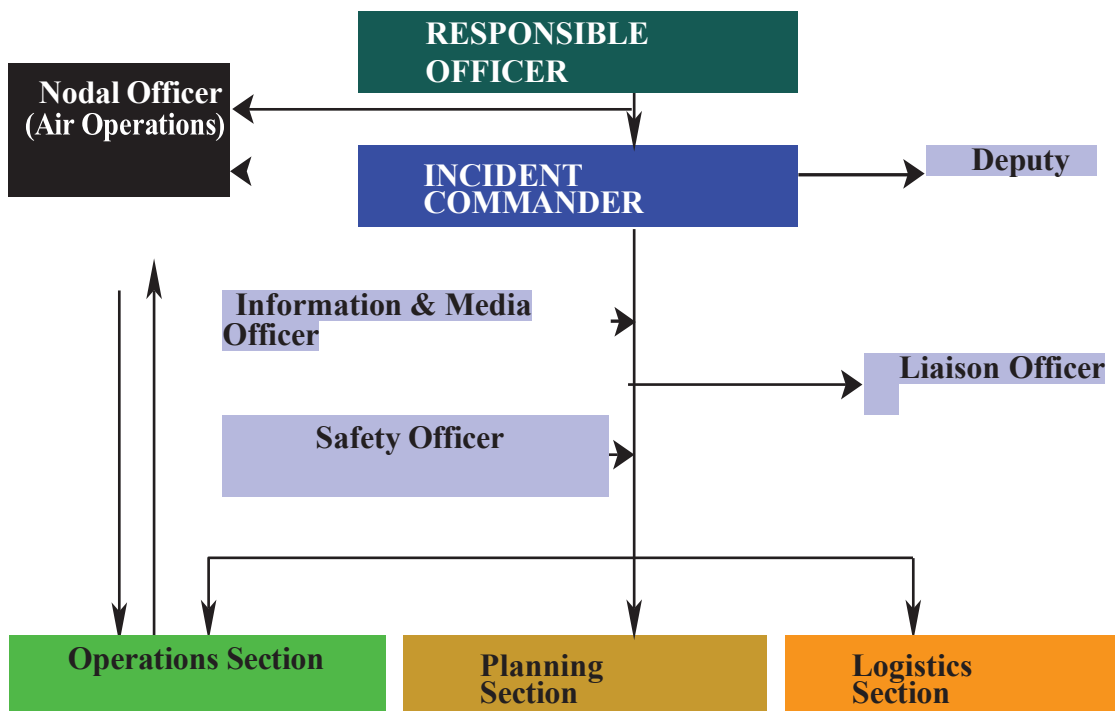 RESPONSIBLE
OFFICER
Nodal Officer
(Air Operations)
INCIDENT
COMMANDER
Deputy
Information & Media
Officer
Liaison Officer
Safety Officer
Operations Section
Planning
Section
Logistics
Section